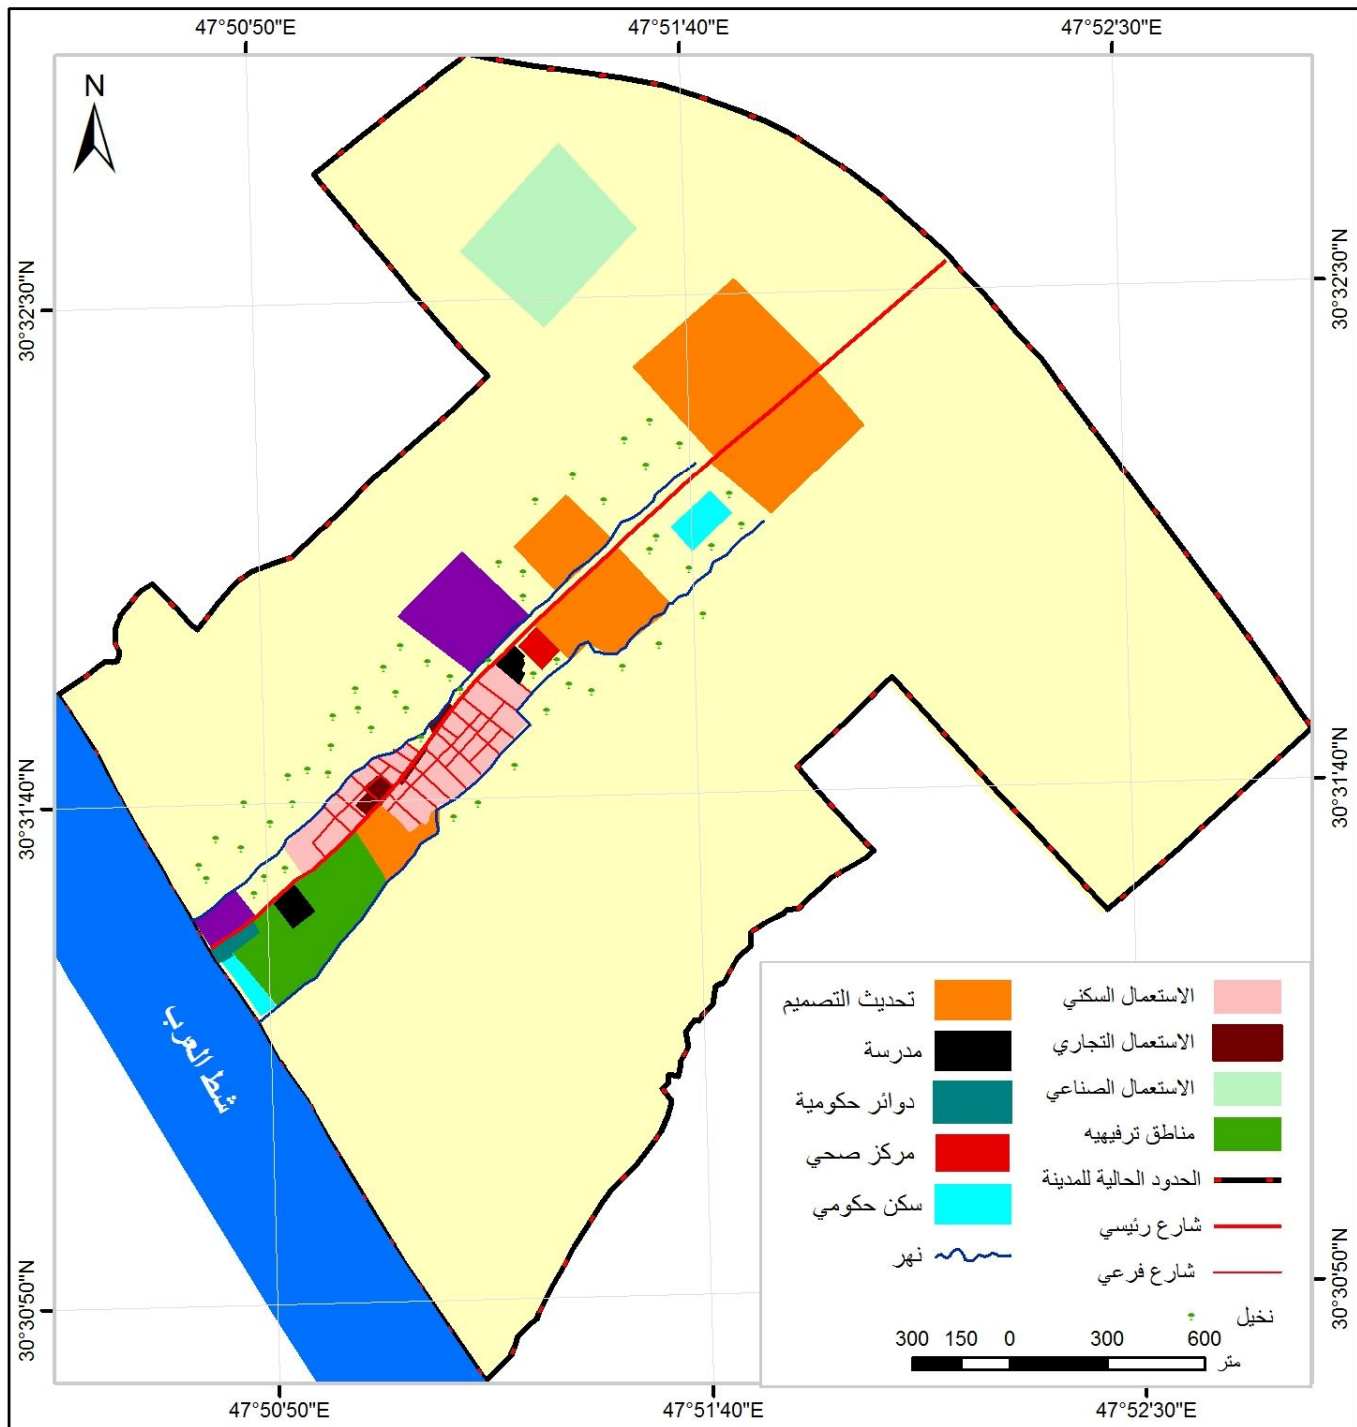 47°50'50"E
47°51'40"E
47°52'30"E
N
30°32'30"N
30°32'30"N
30°31'40"N
30°31'40"N
30°30'50"N
30°30'50"N
شط العرب
الاستعمال السكني
الاستعمال التجاري
الاستعمال الصناعي
مناطق ترفيهيه
الحدود الحالية للمدينة
شارع رئيسي
شارع فرعي
نخيل
تحديث التصميم
مدرسة
دوائر حكومية
مركز صحي
سكن حكومي
نهر
300 150 0 300 600
متر
47°50'50"E
47°51'40"E
47°52'30"E